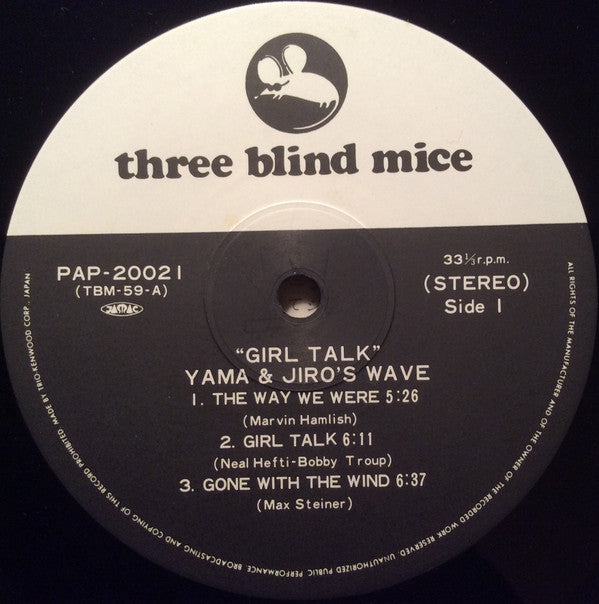 three blind mice
PAP-20021
(TBM-59-A)
JAMAC
33⅓ r.p.m.
(STEREO)
Side 1
"GIRL TALK"
YAMA & JIRO'S WAVE
1. THE WAY WE WERE 5:26
(Marvin Hamlish)
2. GIRL TALK 6:11
(Neal Hefti-Bobby Troup)
3. GONE WITH THE WIND 6:37
(Max Steiner)
ALL RIGHTS OF THE MANUFACTURER AND OF THE OWNER OF THE RECORDED WORK RESERVED. UNAUTHORIZED PUBLIC PERFORMANCE BROADCASTING AND COPYING OF THIS RECORD PROHIBITED. MADE BY TRIO-KENWOOD CORP., JAPAN